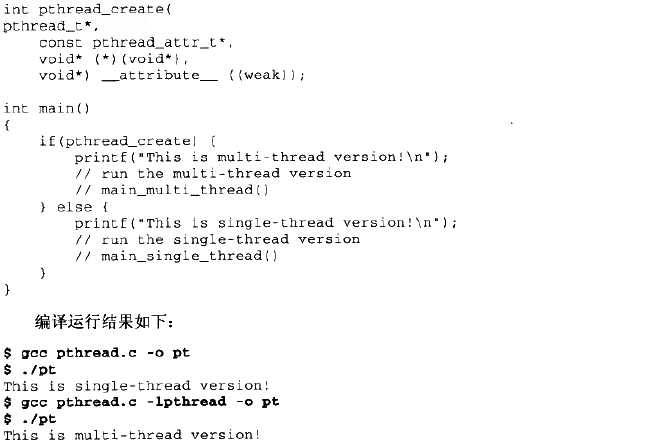 int pthread_create(
pthread_t*,
const pthread_attr_t*,
void* (*)(void*),
void*) __attribute__ ((weak));
int main()
{
if(pthread_create) {
printf("This is multi-thread version!\n");
// run the multi-thread version
// main_multi_thread()
} else {
printf("This is single-thread version!\n");
// run the single-thread version
// main_single_thread()
}
}
编译运行结果如下：
$ gcc pthread.c -o pt
$ ./pt
This is single-thread version!
$ gcc pthread.c -lpthread -o pt
$ ./pt
This is multi-thread version!